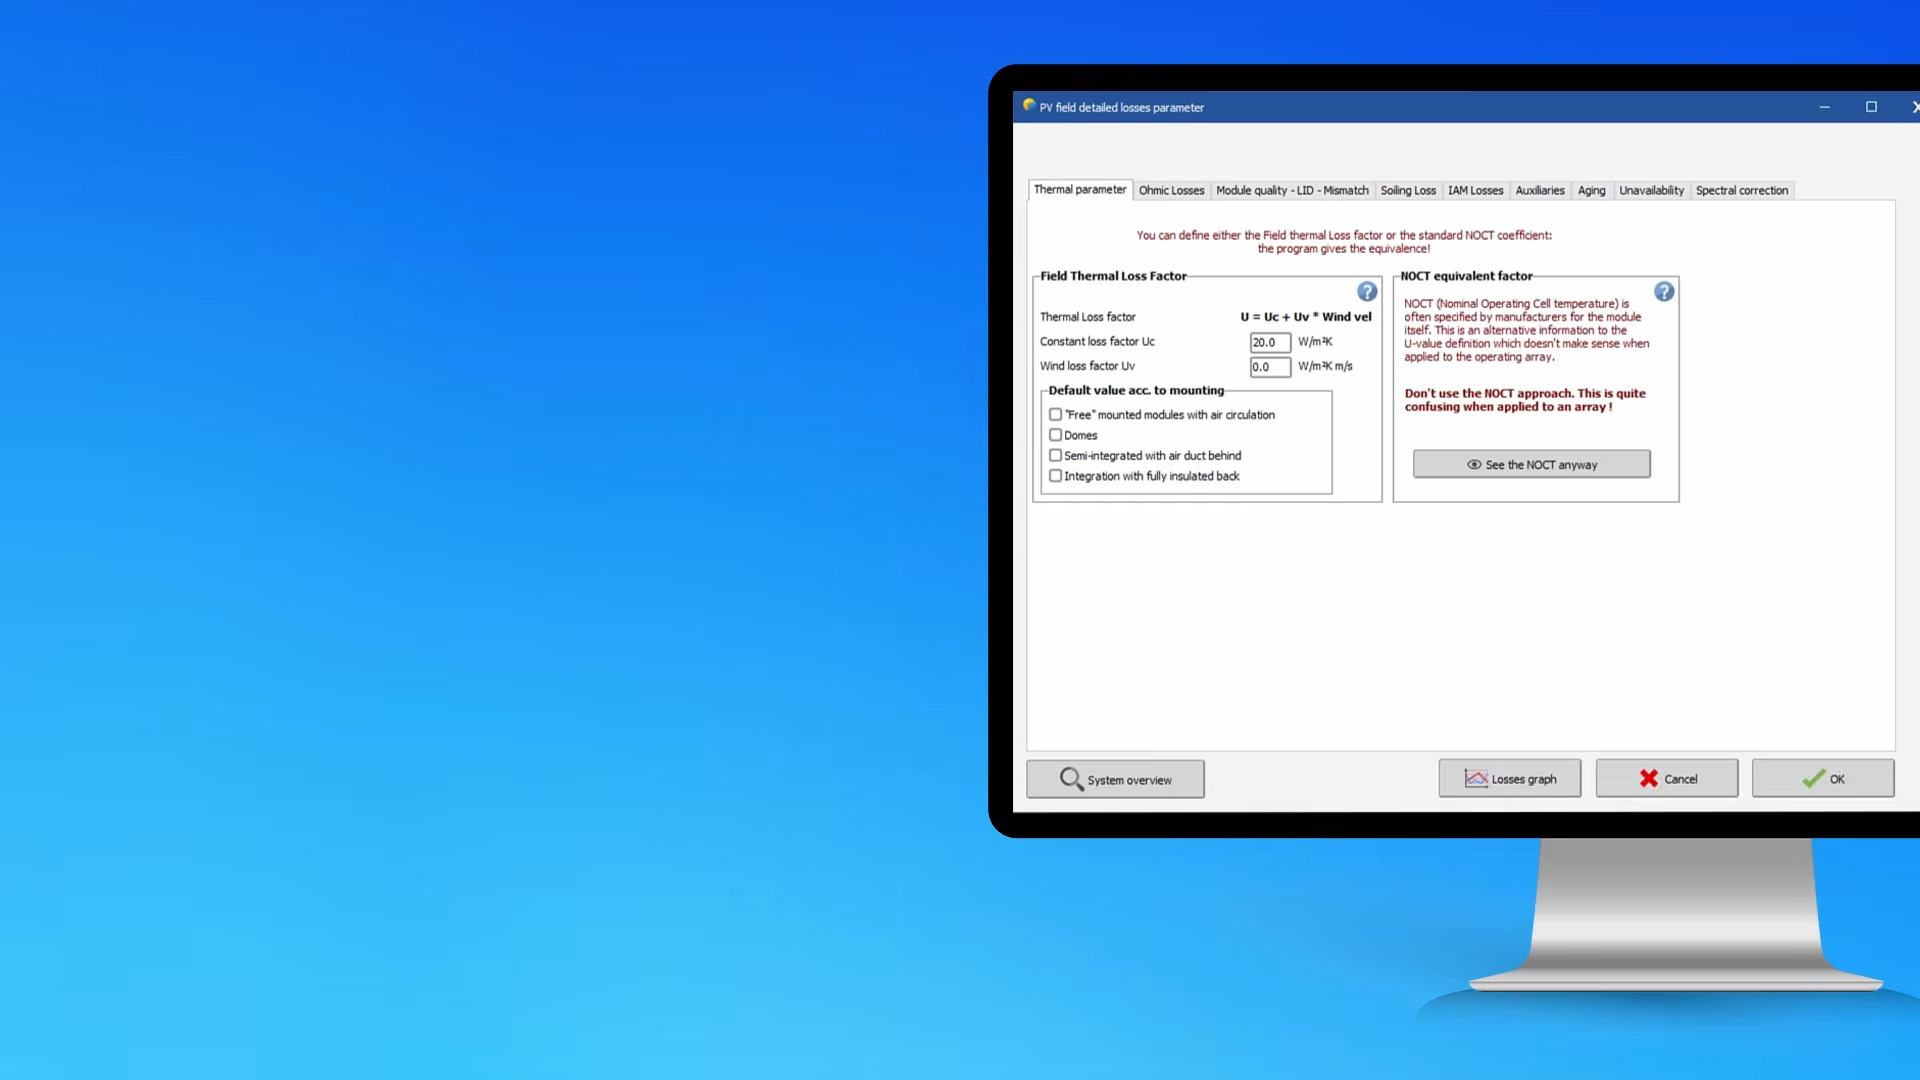 PV field detailed losses parameter
Thermal parameter Ohmic Losses Module quality - LID - Mismatch Soiling Loss IAM Losses Auxiliaries Aging Unavailability Spectral correction
You can define either the Field thermal Loss factor or the standard NOCT coefficient:
the program gives the equivalence!
Field Thermal Loss Factor
Thermal Loss factor U = Uc + Uv * Wind vel
Constant loss factor Uc 20.0 W/m²K
Wind loss factor Uv 0.0 W/m²K m/s
Default value acc. to mounting
"Free" mounted modules with air circulation
Domes
Semi-integrated with air duct behind
Integration with fully insulated back
NOCT equivalent factor
NOCT (Nominal Operating Cell temperature) is
often specified by manufacturers for the module
itself. This is an alternative information to the
U-value definition which doesn't make sense when
applied to the operating array.
Don't use the NOCT approach. This is quite
confusing when applied to an array !
See the NOCT anyway
System overview Losses graph Cancel OK